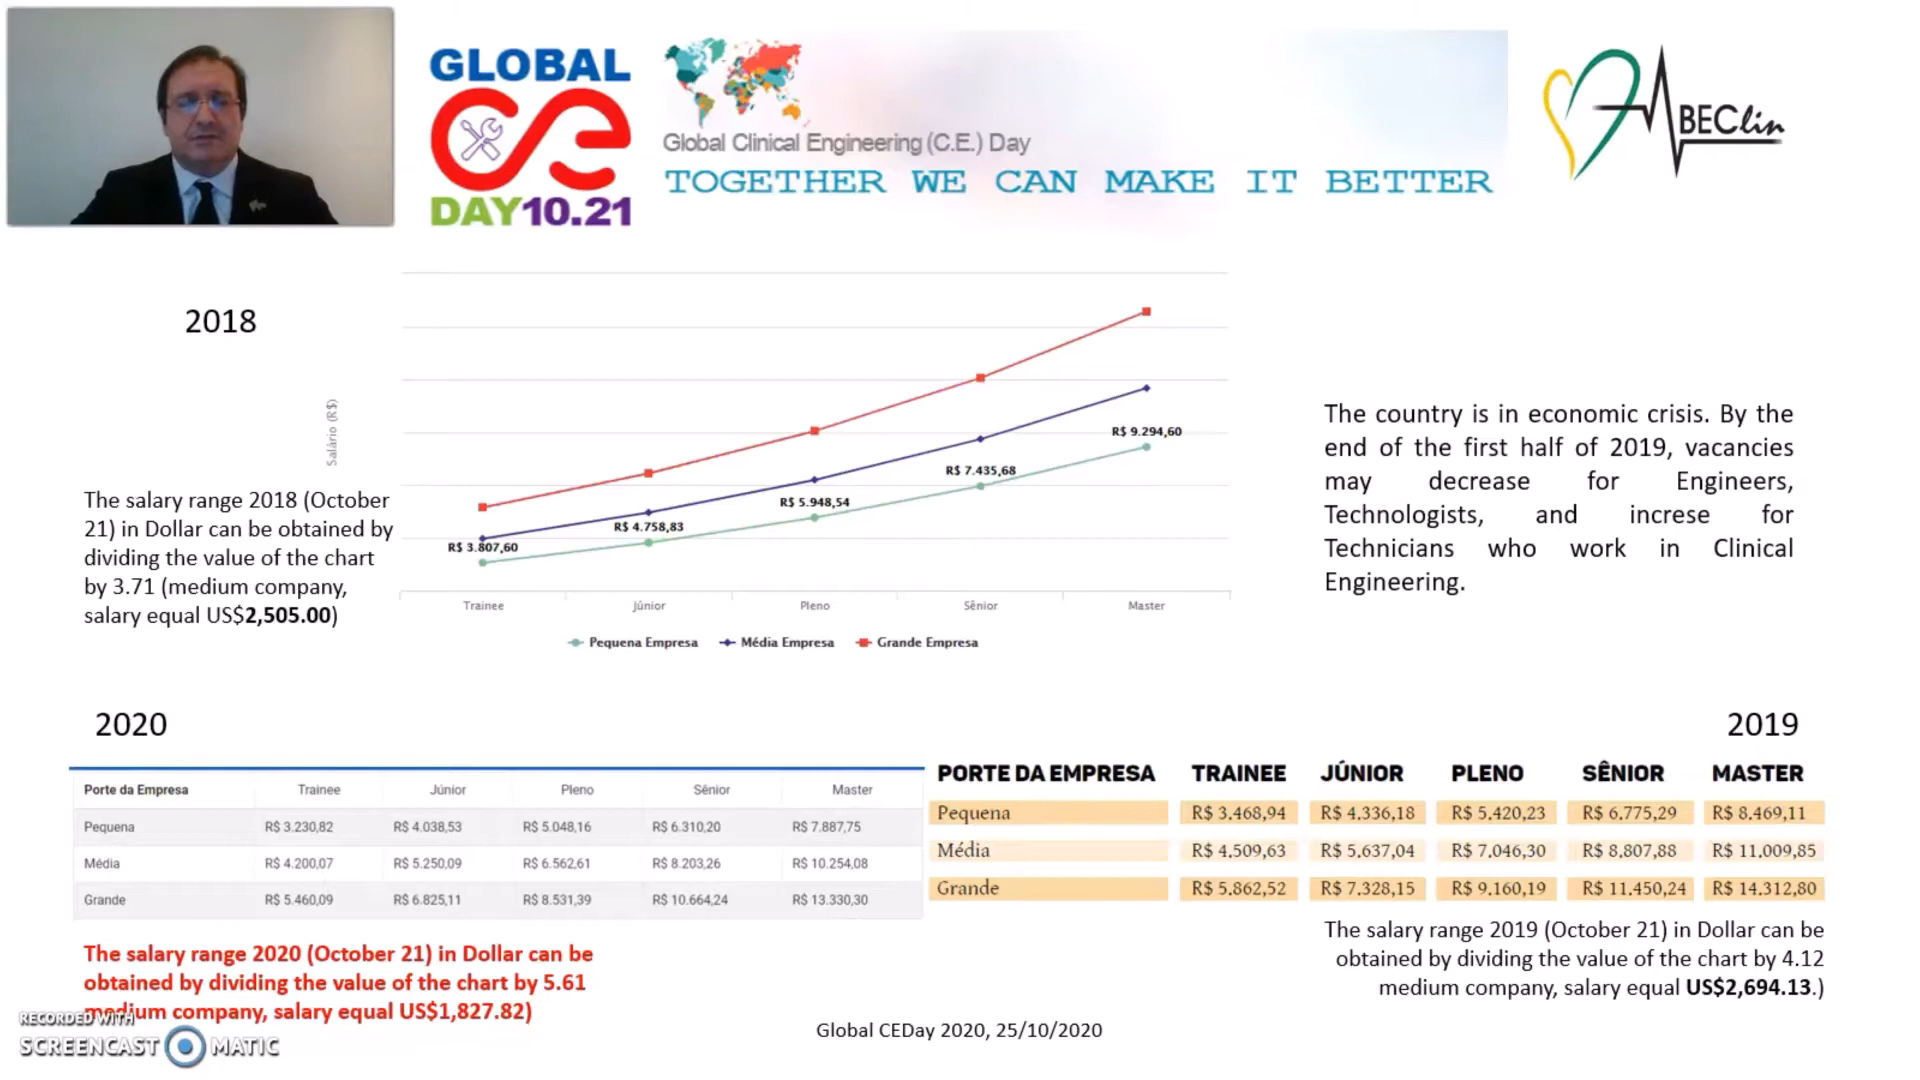 GLOBAL
CE
DAY10.21
Global Clinical Engineering (C.E.) Day
TOGETHER WE CAN MAKE IT BETTER
ABEClin
2018
The salary range 2018 (October
21) in Dollar can be obtained by
dividing the value of the chart
by 3.71 (medium company,
salary equal US$2,505.00)
Salário (R$)
R$ 3.807,60
R$ 4.758,83
R$ 5.948,54
R$ 7.435,68
R$ 9.294,60
Trainee Júnior Pleno Sênior Master
Pequena Empresa Média Empresa Grande Empresa
The country is in economic crisis. By the
end of the first half of 2019, vacancies
may decrease for Engineers,
Technologists, and increse for
Technicians who work in Clinical
Engineering.
2020
Porte da Empresa Trainee Júnior Pleno Sênior Master
Pequena R$ 3.230,82 R$ 4.038,53 R$ 5.048,16 R$ 6.310,20 R$ 7.887,75
Média R$ 4.200,07 R$ 5.250,09 R$ 6.562,61 R$ 8.203,26 R$ 10.254,08
Grande R$ 5.460,09 R$ 6.825,11 R$ 8.531,39 R$ 10.664,24 R$ 13.330,30
The salary range 2020 (October 21) in Dollar can be
obtained by dividing the value of the chart by 5.61
medium company, salary equal US$1,827.82)
2019
PORTE DA EMPRESA TRAINEE JÚNIOR PLENO SÊNIOR MASTER
Pequena R$ 3.468,94 R$ 4.336,18 R$ 5.420,23 R$ 6.775,29 R$ 8.469,11
Média R$ 4.509,63 R$ 5.637,04 R$ 7.046,30 R$ 8.807,88 R$ 11.009,85
Grande R$ 5.862,52 R$ 7.328,15 R$ 9.160,19 R$ 11.450,24 R$ 14.312,80
The salary range 2019 (October 21) in Dollar can be
obtained by dividing the value of the chart by 4.12
medium company, salary equal US$2,694.13.)
Global CEDay 2020, 25/10/2020
RECORDED WITH
SCREENCAST MATIC